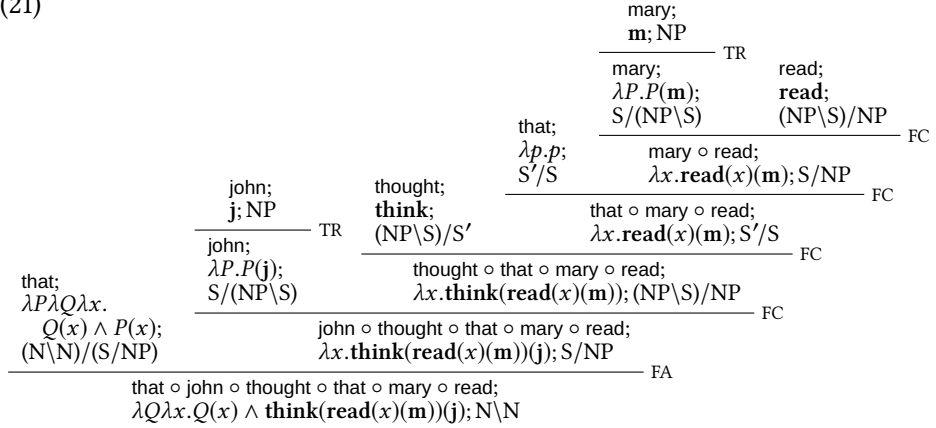 (21)
mary;
m; NP
TR
mary;
λP.P(m);
S/(NP\S)
read;
read;
(NP\S)/NP
FC
that;
λp.p;
S′/S
mary ∘ read;
λx.read(x)(m); S/NP
FC
john;
j; NP
TR
thought;
think;
(NP\S)/S′
that ∘ mary ∘ read;
λx.read(x)(m); S′/S
FC
john;
λP.P(j);
S/(NP\S)
thought ∘ that ∘ mary ∘ read;
λx.think(read(x)(m)); (NP\S)/NP
FC
that;
λPλQλx.
Q(x) ∧ P(x);
(N\N)/(S/NP)
john ∘ thought ∘ that ∘ mary ∘ read;
λx.think(read(x)(m))(j); S/NP
FA
that ∘ john ∘ thought ∘ that ∘ mary ∘ read;
λQλx.Q(x) ∧ think(read(x)(m))(j); N\N